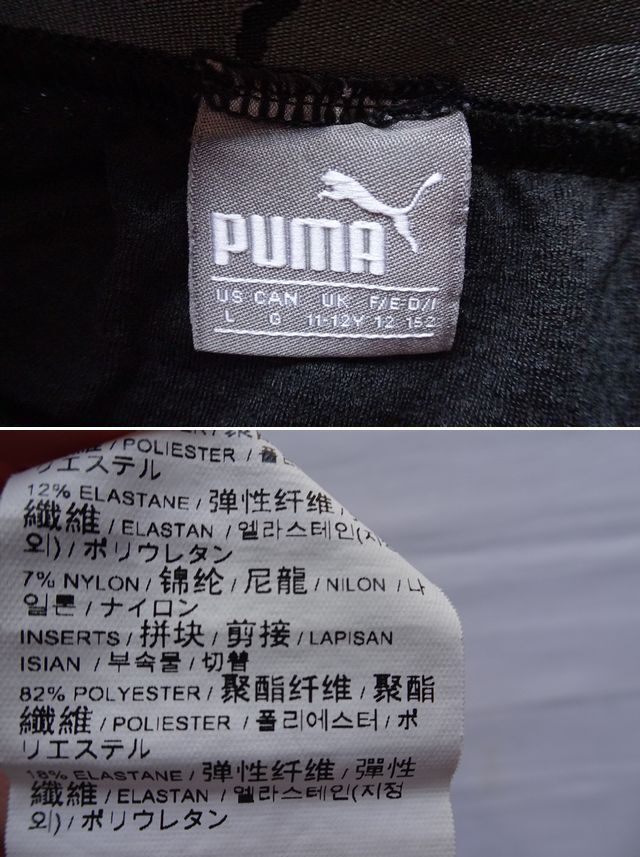 PUMA
US CAN UK F/E D/I
L G 11-12Y 12 152
/ POLIESTER / 폴
リエステル
12% ELASTANE / 弹性纤维 /
纖維 / ELASTAN / 엘라스테인(지정
외) / ポリウレタン
7% NYLON / 锦纶 / 尼龍 / NILON / 나
일론 / ナイロン
INSERTS / 拼块 / 剪接 / LAPISAN
ISIAN / 부속물 / 切替
82% POLYESTER / 聚酯纤维 / 聚酯
纖維 / POLIESTER / 폴리에스터 / ポ
リエステル
18% ELASTANE / 弹性纤维 / 彈性
纖維 / ELASTAN / 엘라스테인(지정
외) / ポリウレタン